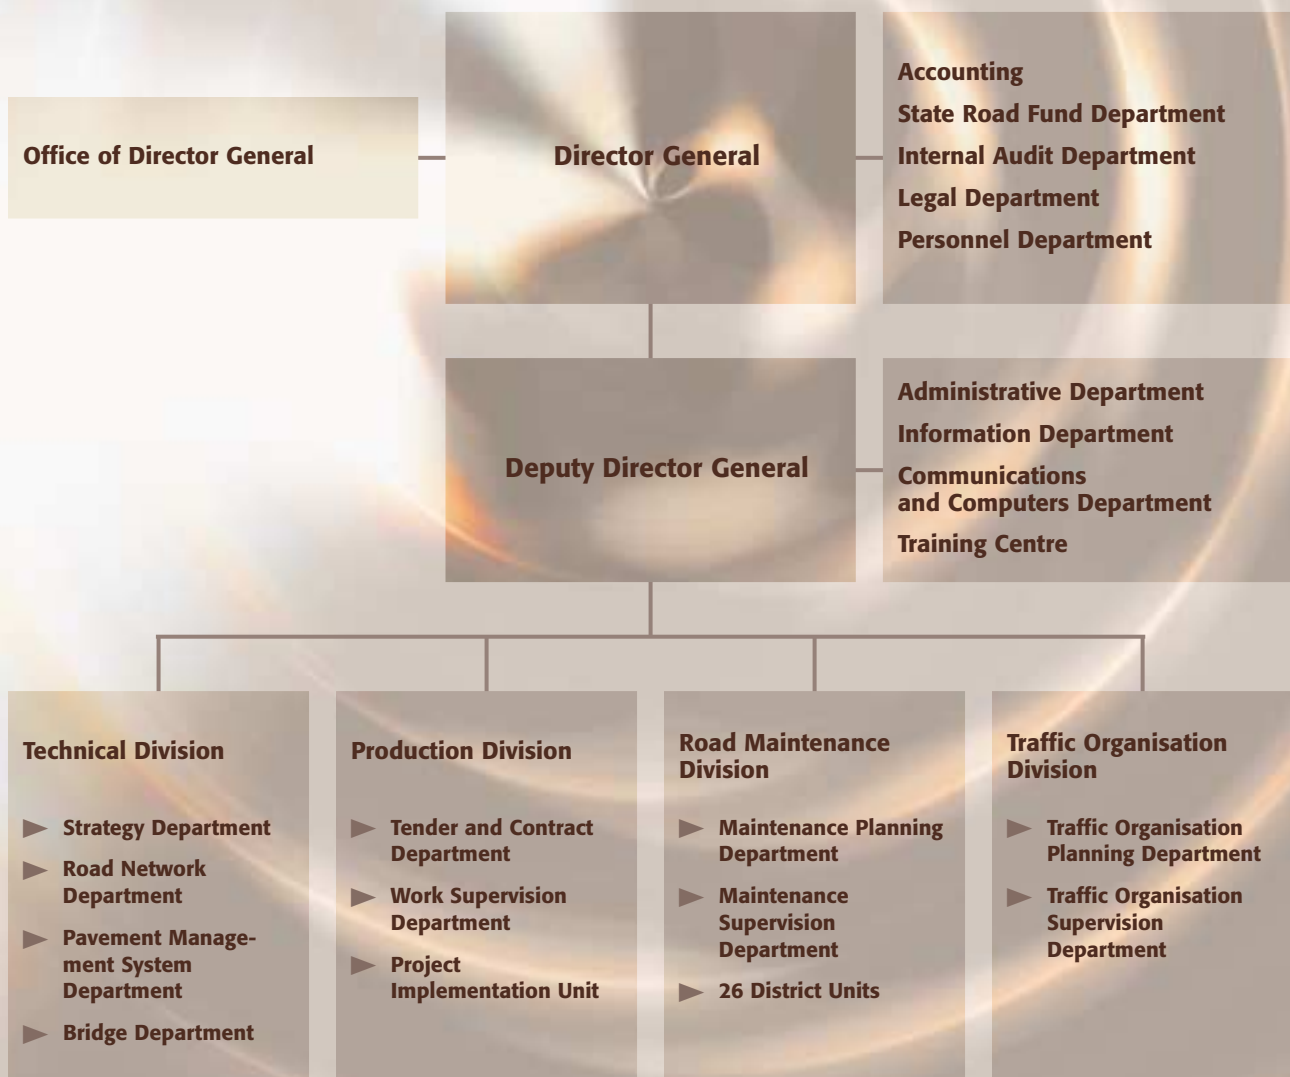 Office of Director General
Director General
Accounting
State Road Fund Department
Internal Audit Department
Legal Department
Personnel Department
Deputy Director General
Administrative Department
Information Department
Communications
and Computers Department
Training Centre
Technical Division
Strategy Department
Road Network
Department
Pavement Manage-
ment System
Department
Bridge Department
Production Division
Tender and Contract
Department
Work Supervision
Department
Project
Implementation Unit
Road Maintenance
Division
Maintenance Planning
Department
Maintenance
Supervision
Department
26 District Units
Traffic Organisation
Division
Traffic Organisation
Planning Department
Traffic Organisation
Supervision
Department